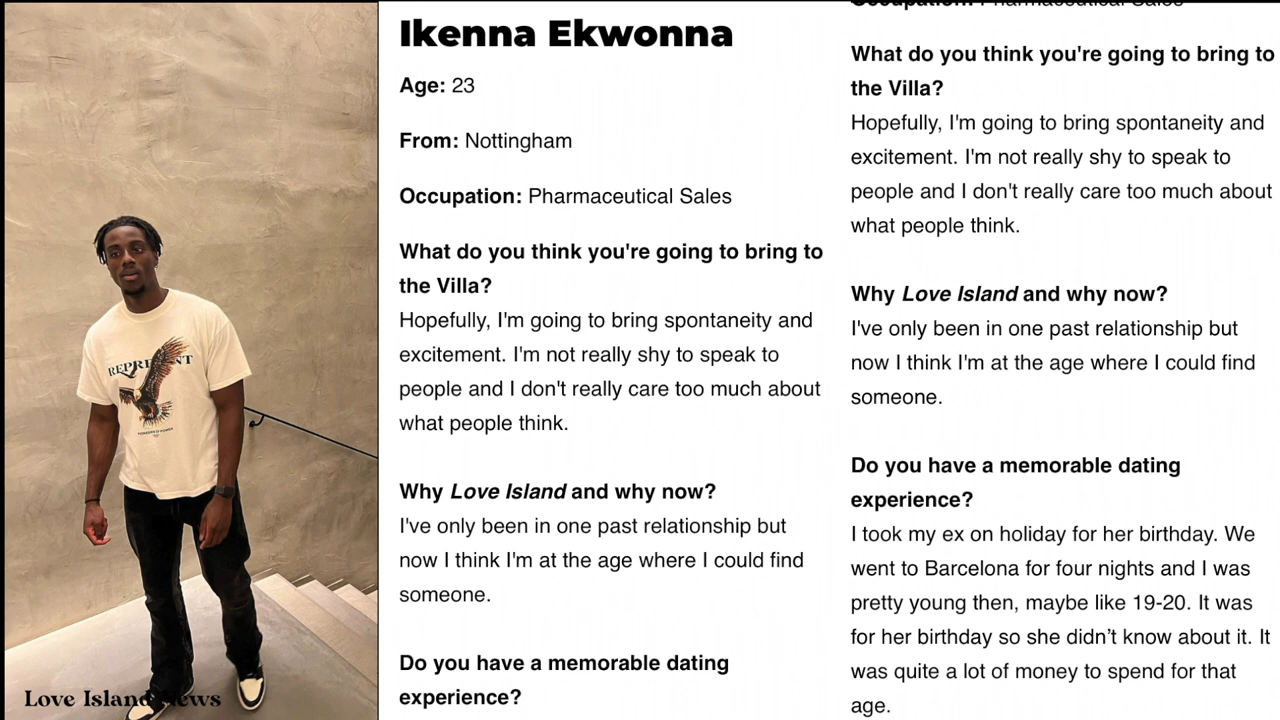 REPRE NT
Love Island News
Ikenna Ekwonna
Age: 23
From: Nottingham
Occupation: Pharmaceutical Sales
What do you think you're going to bring to
the Villa?
Hopefully, I'm going to bring spontaneity and
excitement. I'm not really shy to speak to
people and I don't really care too much about
what people think.
Why Love Island and why now?
I've only been in one past relationship but
now I think I'm at the age where I could find
someone.
Do you have a memorable dating
experience?
Occupation: Pharmaceutical Sales
What do you think you're going to bring to
the Villa?
Hopefully, I'm going to bring spontaneity and
excitement. I'm not really shy to speak to
people and I don't really care too much about
what people think.
Why Love Island and why now?
I've only been in one past relationship but
now I think I'm at the age where I could find
someone.
Do you have a memorable dating
experience?
I took my ex on holiday for her birthday. We
went to Barcelona for four nights and I was
pretty young then, maybe like 19-20. It was
for her birthday so she didn’t know about it. It
was quite a lot of money to spend for that
age.